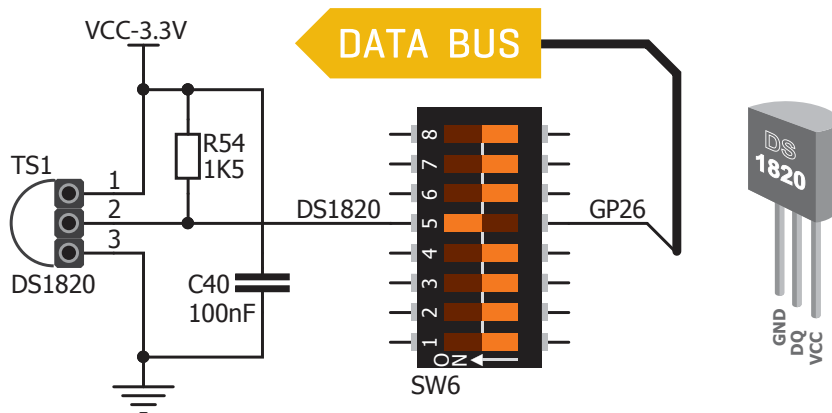 VCC-3.3V
DATA BUS
R54
1K5
TS1
1
2
3
DS1820
C40
100nF
DS1820
8
7
6
5
4
3
2
1
ON
SW6
GP26
DS
1820
GND
DQ
VCC